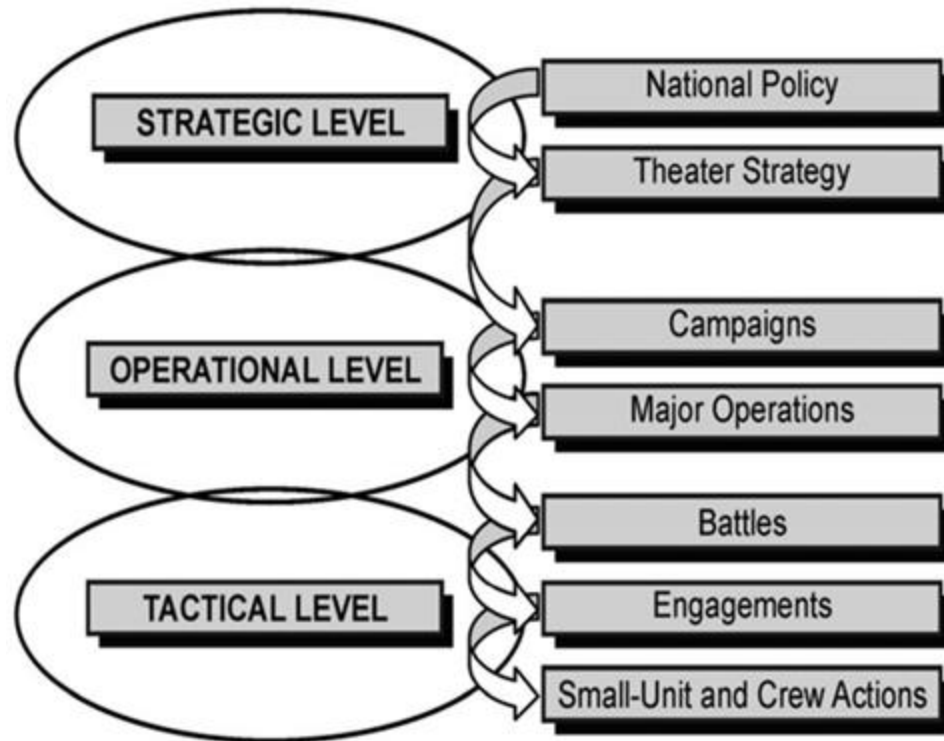 STRATEGIC LEVEL
National Policy
Theater Strategy
OPERATIONAL LEVEL
Campaigns
Major Operations
TACTICAL LEVEL
Battles
Engagements
Small-Unit and Crew Actions